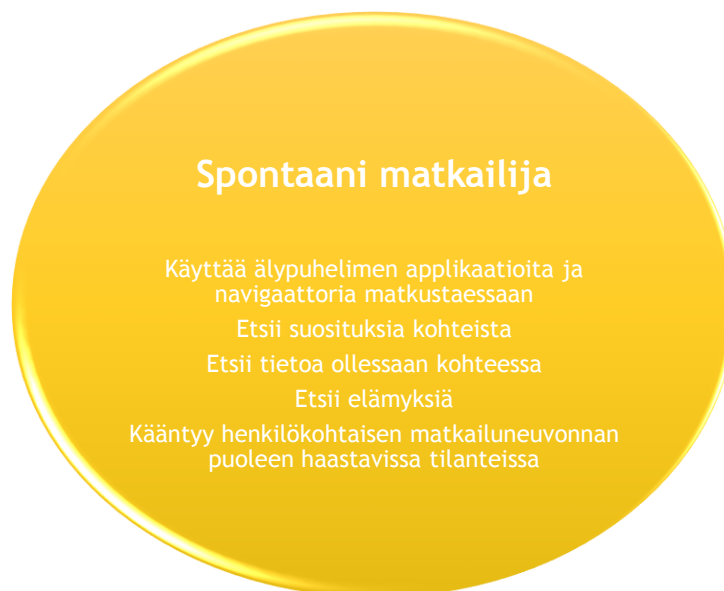 Spontaani matkailija
Käyttää älypuhelimen applikaatioita ja
navigaattoria matkustaessaan
Etsii suosituksia kohteista
Etsii tietoa ollessaan kohteessa
Etsii elämyksiä
Kääntyy henkilökohtaisen matkailuneuvonnan
puoleen haastavissa tilanteissa